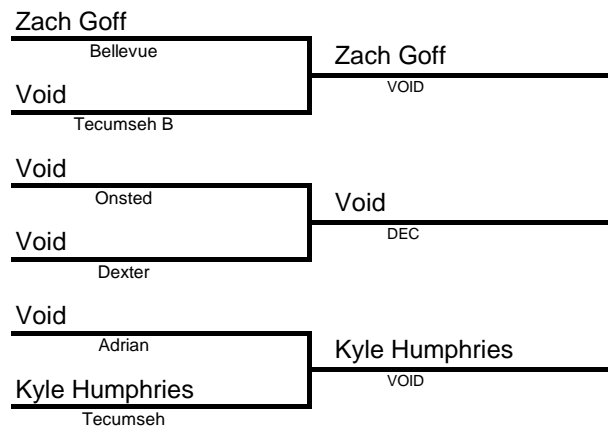 Zach Goff
Bellevue
Zach Goff
VOID
Void
Tecumseh B
Void
Onsted
Void
DEC
Void
Dexter
Void
Adrian
Kyle Humphries
VOID
Kyle Humphries
Tecumseh